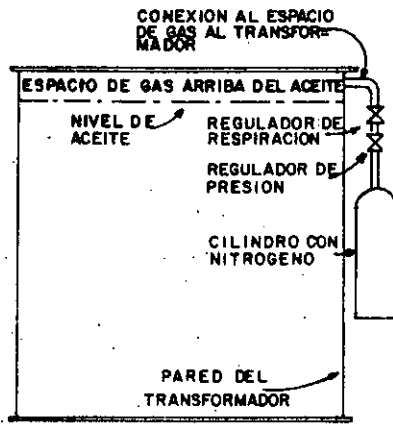 CONEXION AL ESPACIO
DE GAS AL TRANSFOR-
MADOR
ESPACIO DE GAS ARRIBA DEL ACEITE
NIVEL DE
ACEITE
REGULADOR DE
RESPIRACION
REGULADOR DE
PRESION
CILINDRO CON
NITROGENO
PARED DEL
TRANSFORMADOR